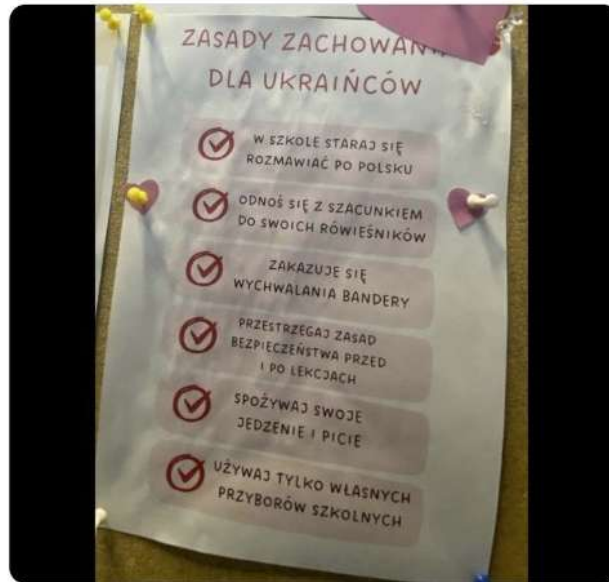 ZASADY ZACHOWANIA
DLA UKRAIŃCÓW
W SZKOLE STARAJ SIĘ
ROZMAWIAĆ PO POLSKU
ODNOŚ SIĘ Z SZACUNKIEM
DO SWOICH RÓWIEŚNIKÓW
ZAKAZUJE SIĘ
WYCHWALANIA BANDERY
PRZESTRZEGAJ ZASAD
BEZPIECZEŃSTWA PRZED
I PO LEKCJACH
SPOŻYWAJ SWOJE
JEDZENIE I PICIE
UŻYWAJ TYLKO WŁASNYCH
PRZYBORÓW SZKOLNYCH